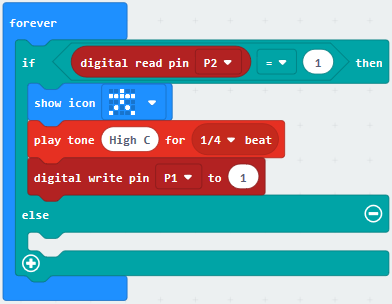 forever
if digital read pin P2 = 1 then
show icon
play tone High C for 1/4 beat
digital write pin P1 to 1
else